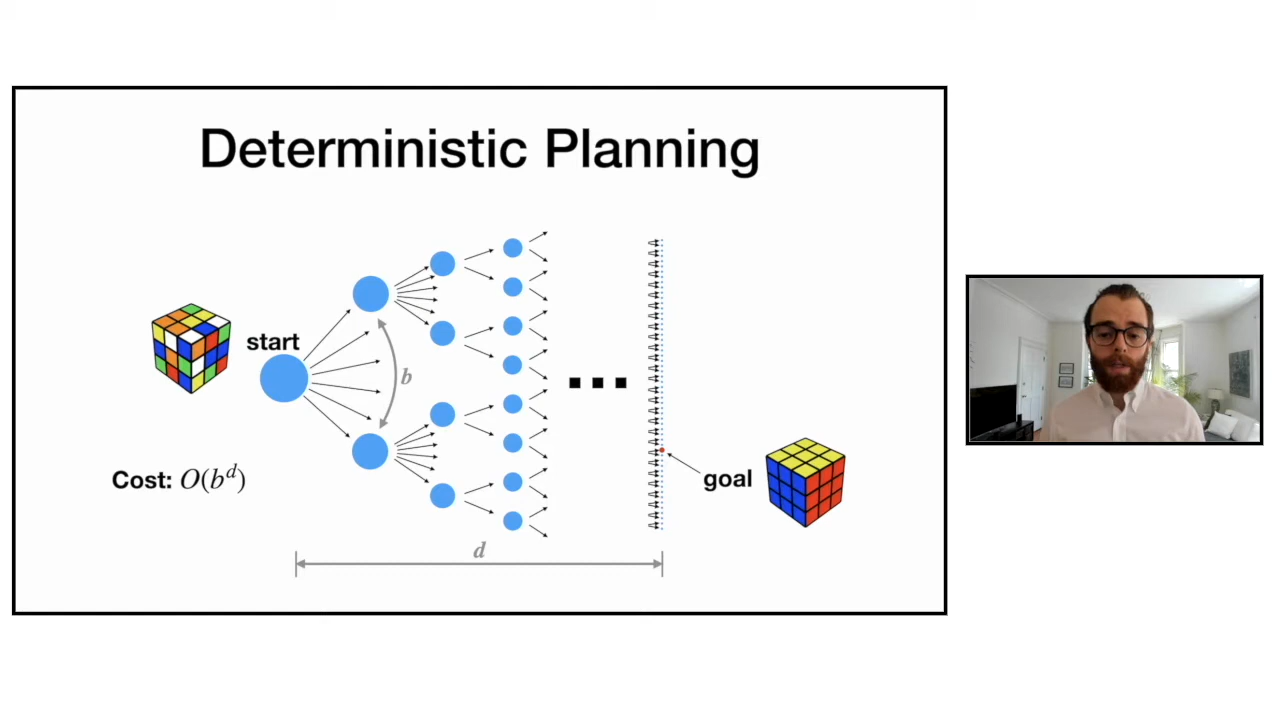 Deterministic Planning
start
b
Cost: O(b^d)
goal
d